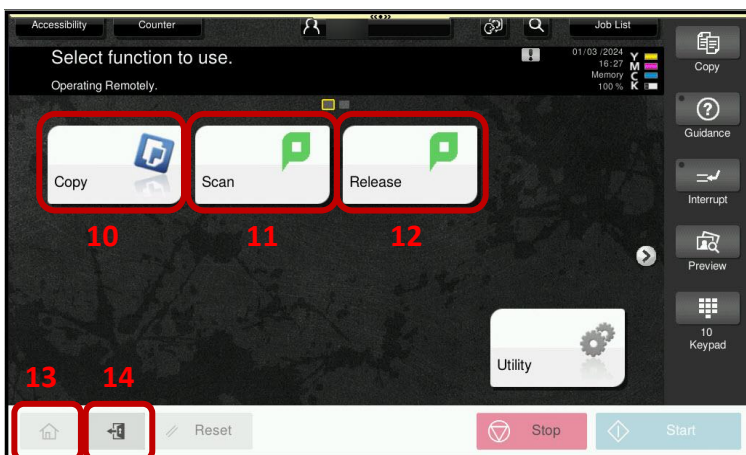 Accessibility
Counter
Job List
Select function to use.
Operating Remotely.
01/03 /2024
16:27
Memory
100 %
Y
M
C
K
Copy
Guidance
Interrupt
Preview
10
Keypad
Copy
Scan
Release
10
11
12
Utility
13
14
Reset
Stop
Start